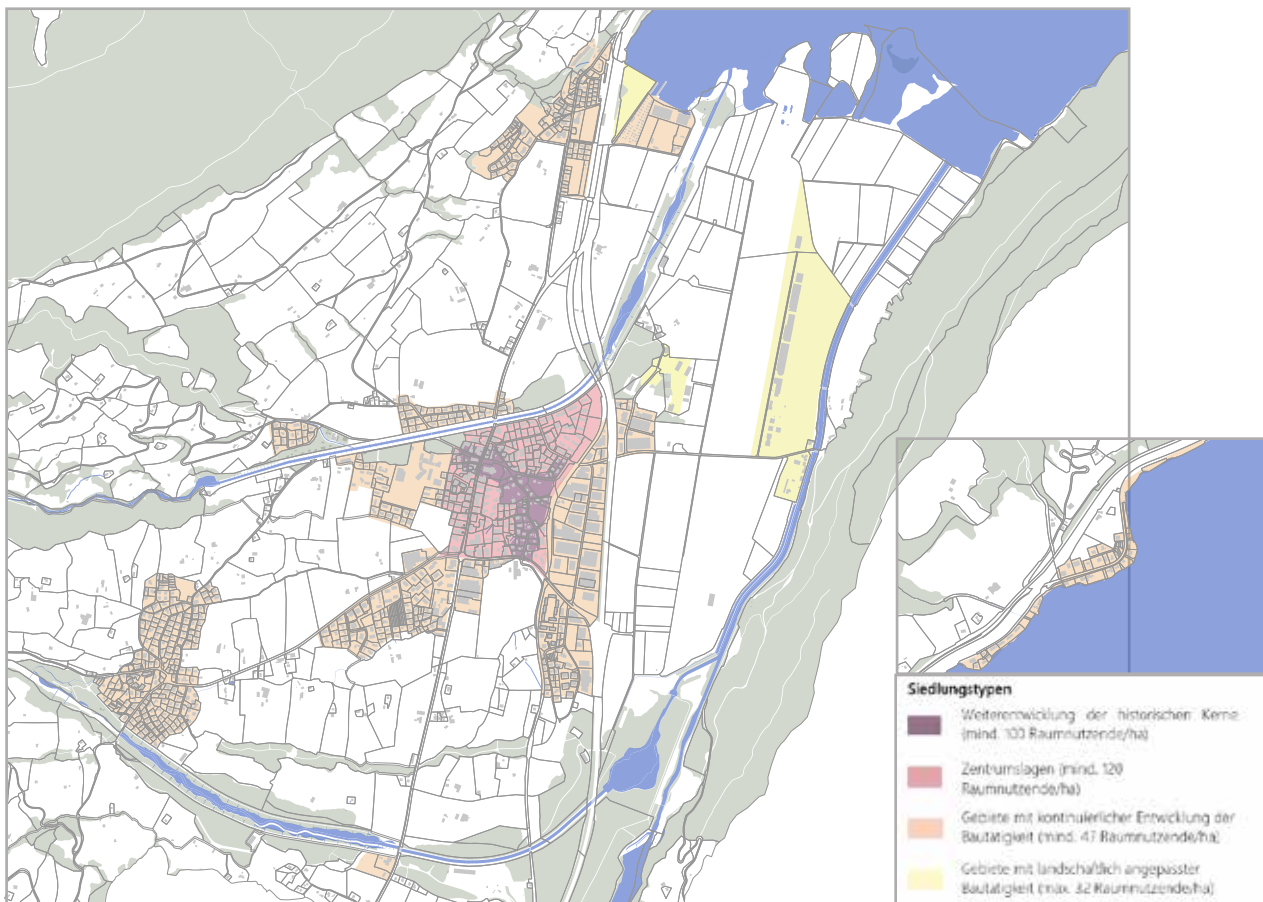 Siedlungstypen
Weiterentwicklung der historischen Kerne
(mind. 100 Raumnutzende/ha)
Zentrumslagen (mind. 120
Raumnutzende/ha)
Gebiete mit kontinuierlicher Entwicklung der
Bautätigkeit (mind. 47 Raumnutzende/ha)
Gebiete mit landschaftlich angepasster
Bautätigkeit (max. 32 Raumnutzende/ha)